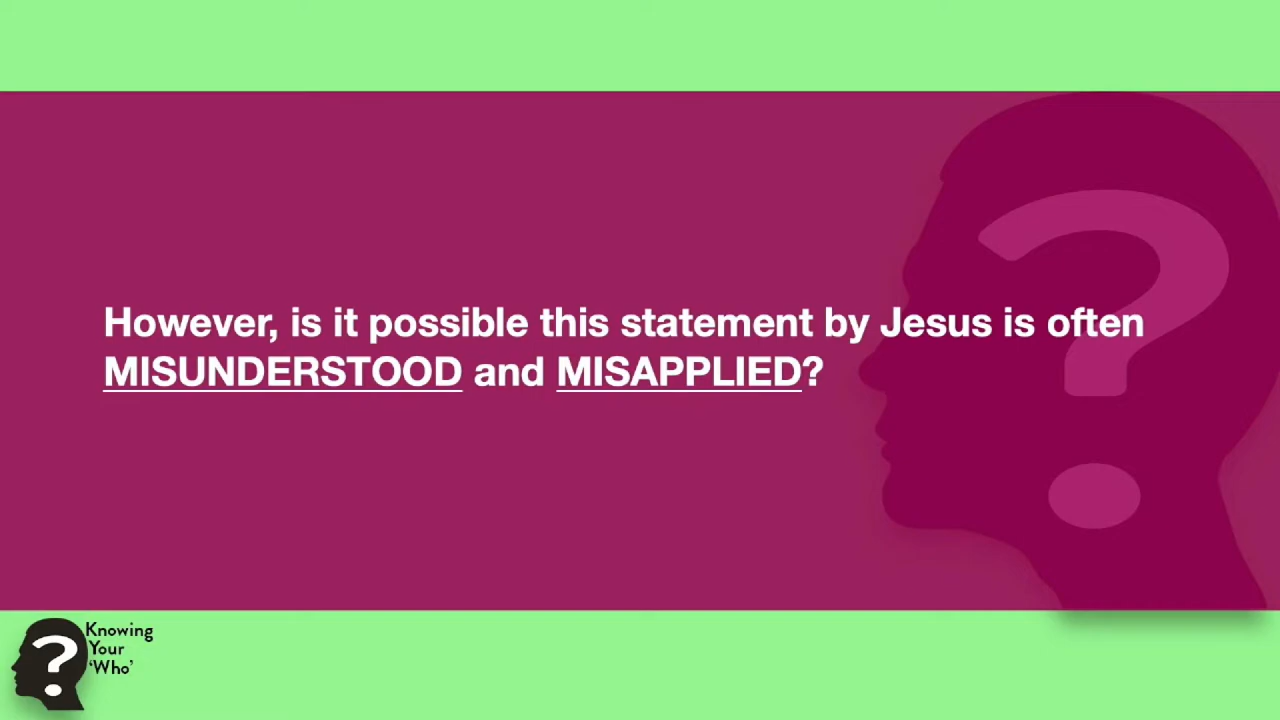 However, is it possible this statement by Jesus is often
MISUNDERSTOOD and MISAPPLIED?
Knowing
Your
‘Who’